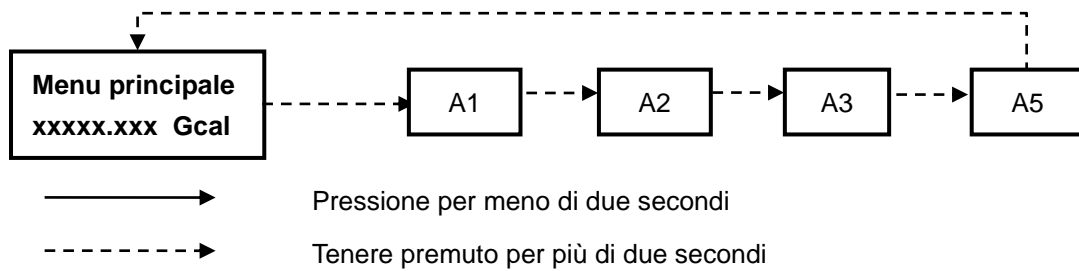 Menu principale
xxxxx.xxx Gcal
A1
A2
A3
A5
Pressione per meno di due secondi
Tenere premuto per più di due secondi